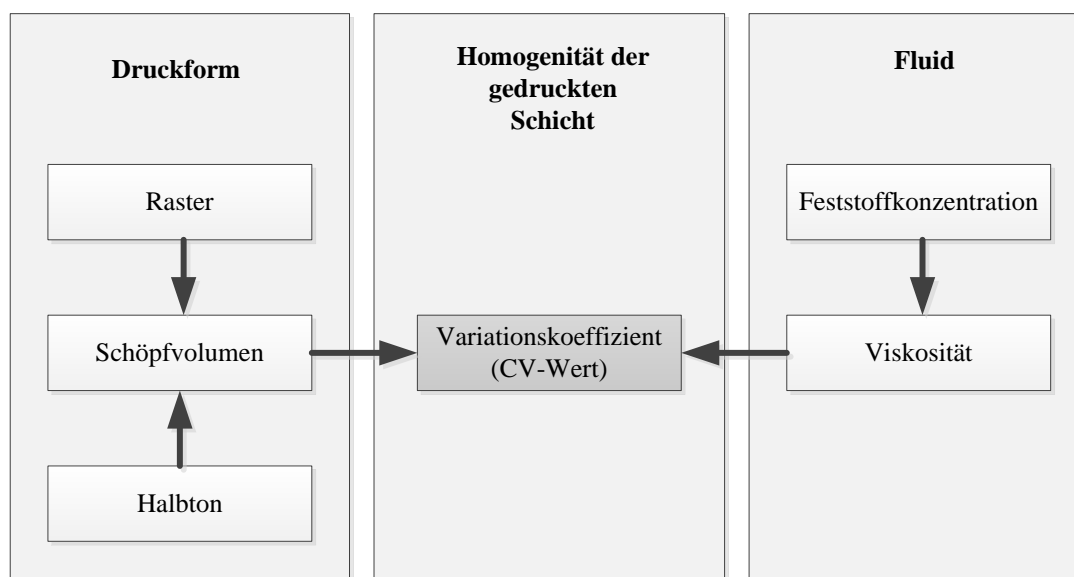 Druckform
Raster
Schöpfvolumen
Halbton
Homogenität der
gedruckten
Schicht
Variationskoeffizient
(CV-Wert)
Fluid
Feststoffkonzentration
Viskosität